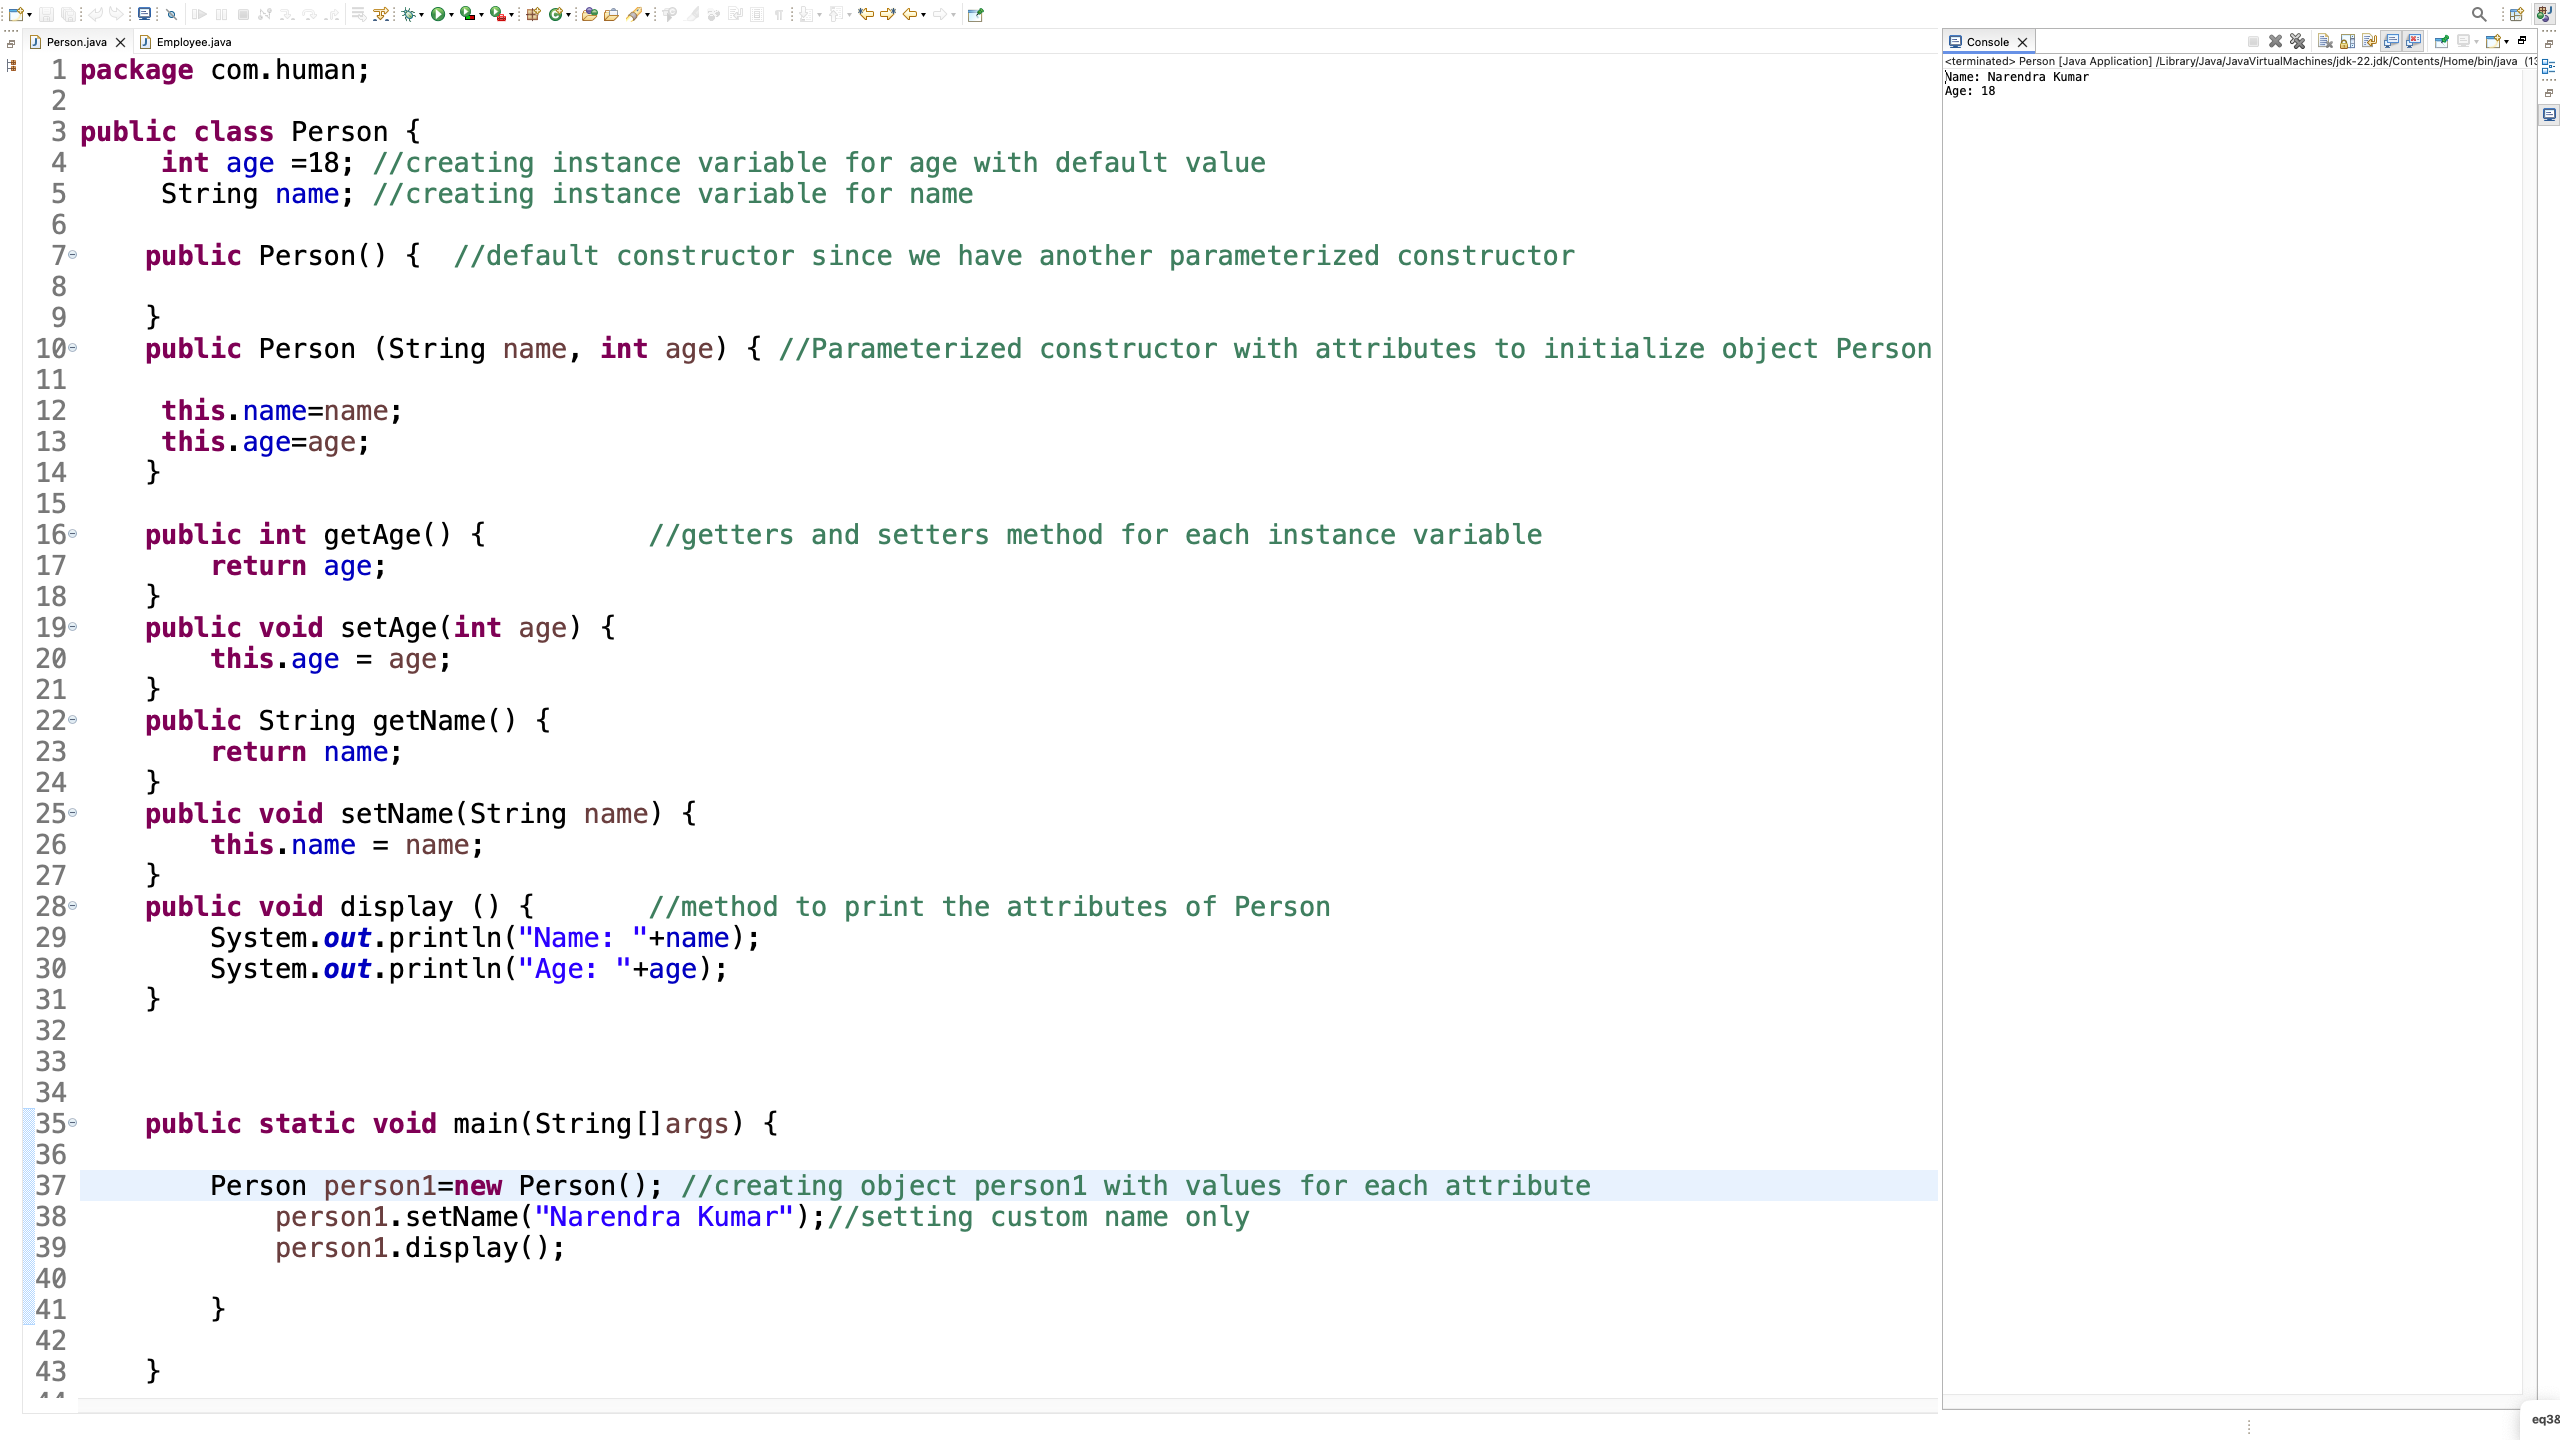 Person.java
Employee.java
1 package com.human;
2
3 public class Person {
4 int age =18; //creating instance variable for age with default value
5 String name; //creating instance variable for name
6
7 public Person() { //default constructor since we have another parameterized constructor
8
9 }
10 public Person (String name, int age) { //Parameterized constructor with attributes to initialize object Person
11
12 this.name=name;
13 this.age=age;
14 }
15
16 public int getAge() { //getters and setters method for each instance variable
17 return age;
18 }
19 public void setAge(int age) {
20 this.age = age;
21 }
22 public String getName() {
23 return name;
24 }
25 public void setName(String name) {
26 this.name = name;
27 }
28 public void display () { //method to print the attributes of Person
29 System.out.println("Name: "+name);
30 System.out.println("Age: "+age);
31 }
32
33
34
35 public static void main(String[]args) {
36
37 Person person1=new Person(); //creating object person1 with values for each attribute
38 person1.setName("Narendra Kumar");//setting custom name only
39 person1.display();
40
41 }
42
43 }
Console
<terminated> Person [Java Application] /Library/Java/JavaVirtualMachines/jdk-22.jdk/Contents/Home/bin/java (13
Name: Narendra Kumar
Age: 18